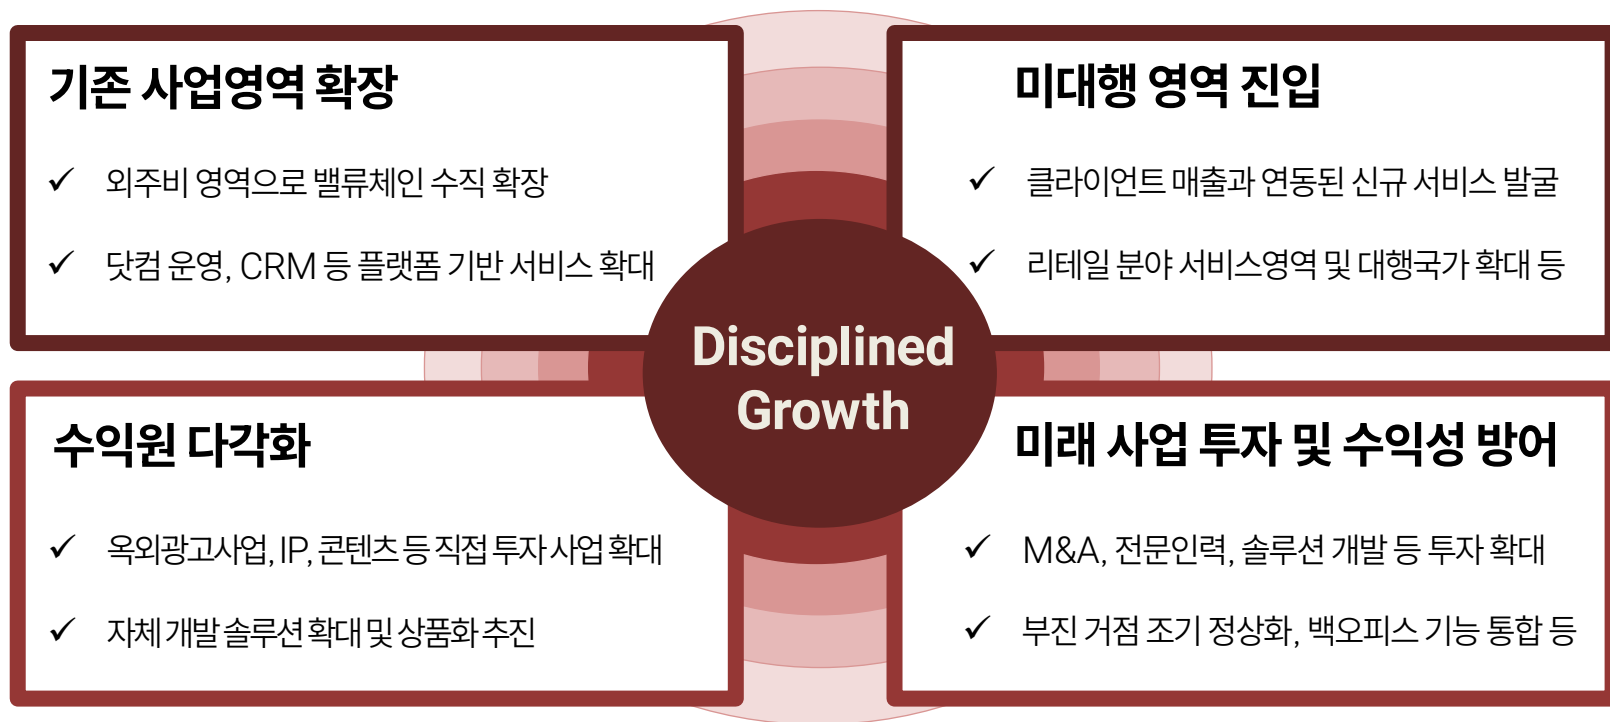 기존 사업영역 확장
✓ 외주비 영역으로 밸류체인 수직 확장
✓ 닷컴 운영, CRM 등 플랫폼 기반 서비스 확대
미대행 영역 진입
✓ 클라이언트 매출과 연동된 신규 서비스 발굴
✓ 리테일 분야 서비스영역 및 대행국가 확대 등
Disciplined
Growth
수익원 다각화
✓ 옥외광고사업, IP, 콘텐츠 등 직접 투자 사업 확대
✓ 자체 개발 솔루션 확대 및 상품화 추진
미래 사업 투자 및 수익성 방어
✓ M&A, 전문인력, 솔루션 개발 등 투자 확대
✓ 부진 거점 조기 정상화, 백오피스 기능 통합 등